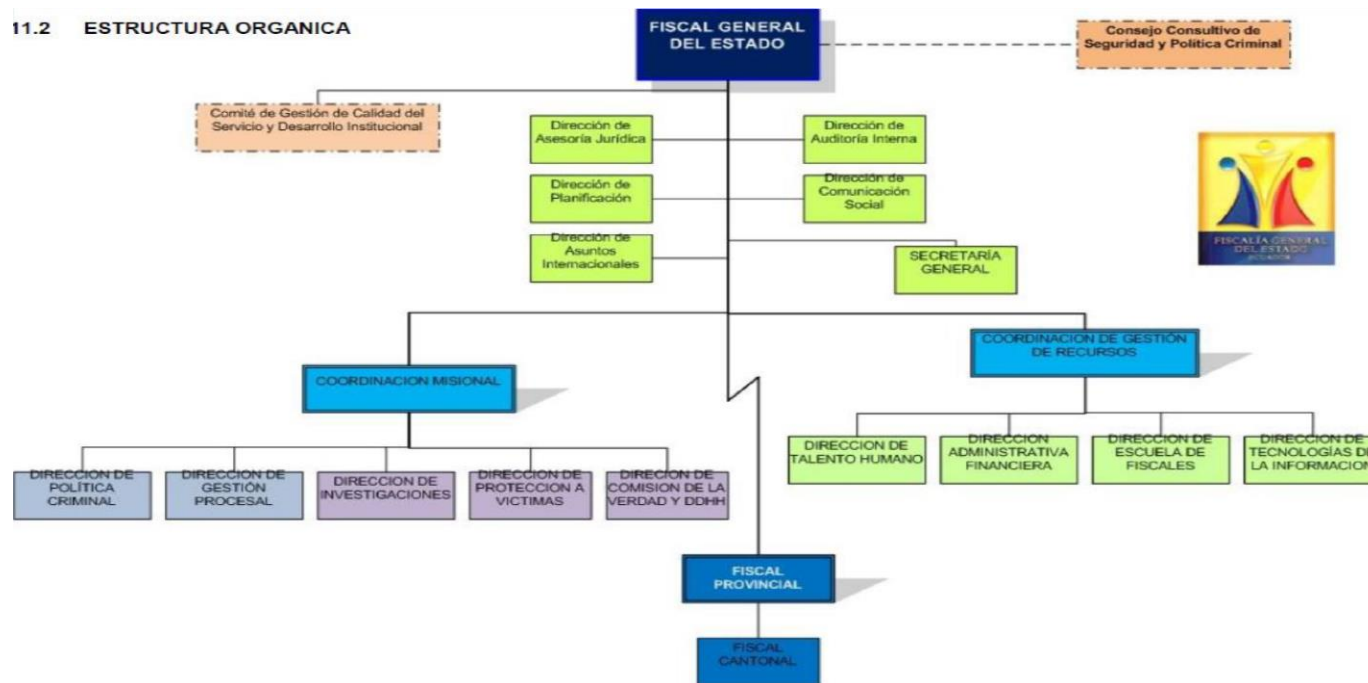 11.2 ESTRUCTURA ORGANICA
FISCAL GENERAL
DEL ESTADO
Consejo Consultivo de
Seguridad y Política Criminal
Comité de Gestión de Calidad del
Servicio y Desarrollo Institucional
Dirección de
Asesoría Jurídica
Dirección de
Auditoría Interna
Dirección de
Planificación
Dirección de
Comunicación
Social
Dirección de
Asuntos
Internacionales
SECRETARÍA
GENERAL
FISCALÍA GENERAL
DEL ESTADO
ECUADOR
COORDINACION MISIONAL
COORDINACION DE GESTIÓN
DE RECURSOS
DIRECCION DE
POLÍTICA
CRIMINAL
DIRECCION DE
GESTIÓN
PROCESAL
DIRECCION DE
INVESTIGACIONES
DIRECCION DE
PROTECCION A
VICTIMAS
DIRECION DE
COMISION DE LA
VERDAD Y DDHH
DIRECCION DE
TALENTO HUMANO
DIRECCION
ADMINISTRATIVA
FINANCIERA
DIRECCION DE
ESCUELA DE
FISCALES
DIRECCION DE
TECNOLOGÍAS DE
LA INFORMACION
FISCAL
PROVINCIAL
FISCAL
CANTONAL